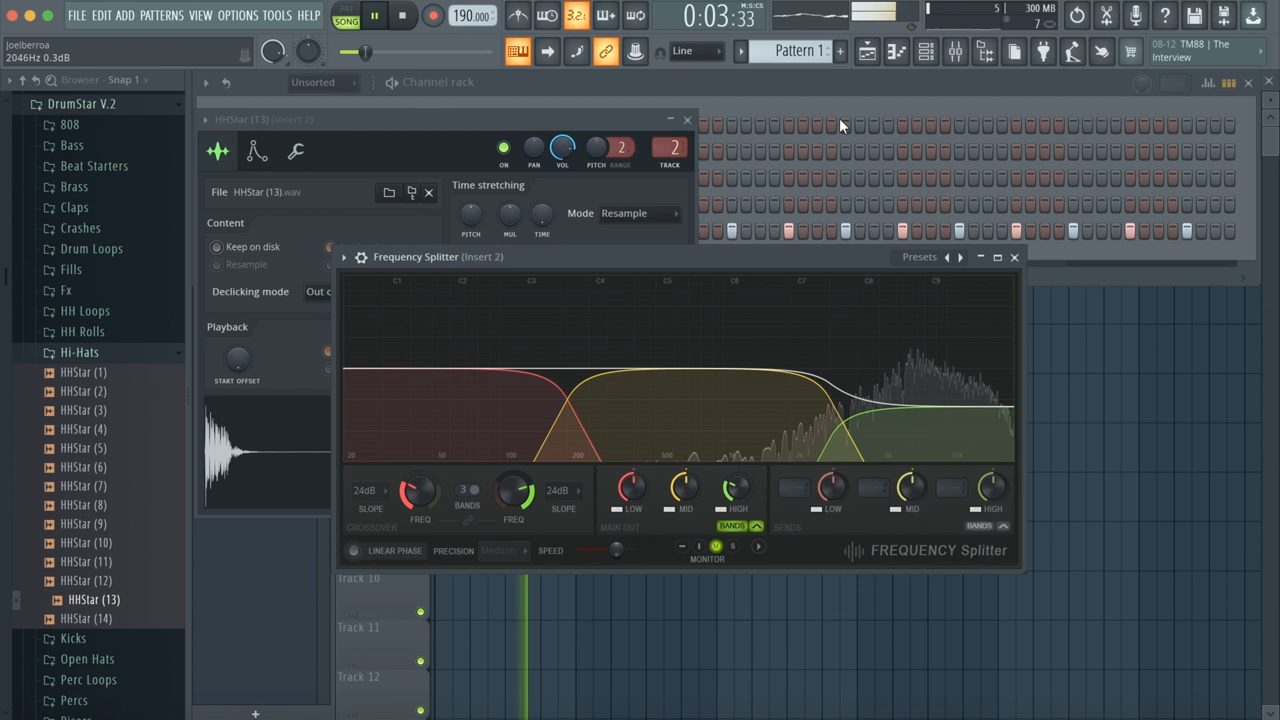 FILE EDIT ADD PATTERNS VIEW OPTIONS TOOLS HELP
PAT
SONG
190.000
3.2.
0:03:33
M:S:CS
5
300 MB
7
Joelberroa
2046Hz 0.3dB
Line
Pattern 1
08-12 TM88 | The
Interview
Browser - Snap 1
Unsorted
Channel rack
DrumStar V.2
808
Bass
Beat Starters
Brass
Claps
Crashes
Drum Loops
Fills
Fx
HH Loops
HH Rolls
Hi-Hats
HHStar (1)
HHStar (2)
HHStar (3)
HHStar (4)
HHStar (5)
HHStar (6)
HHStar (7)
HHStar (8)
HHStar (9)
HHStar (10)
HHStar (11)
HHStar (12)
HHStar (13)
HHStar (14)
Kicks
Open Hats
Perc Loops
Percs
HHStar (13) (Insert 2)
ON
PAN
VOL
PITCH
2
RANGE
2
TRACK
File HHStar (13).wav
Time stretching
PITCH
MUL
TIME
Mode Resample
Content
Keep on disk
Resample
Declicking mode
Out c
Playback
START OFFSET
Frequency Splitter (Insert 2)
Presets
C1 C2 C3 C4 C5 C6 C7 C8 C9
20 50 100 200 500 1k 2k 5k 10k
24dB
SLOPE
FREQ
3
BANDS
FREQ
24dB
SLOPE
CROSSOVER
LOW
MID
HIGH
MAIN OUT
BANDS
LOW
MID
HIGH
SENDS
BANDS
LINEAR PHASE
PRECISION
Medium
SPEED
I M S
MONITOR
FREQUENCY Splitter
Track 10
Track 11
Track 12